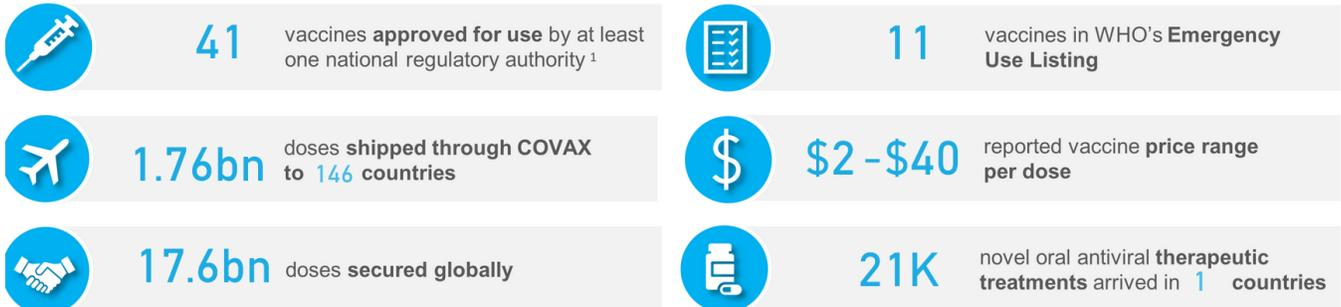 41
vaccines approved for use by at least
one national regulatory authority ¹
11
vaccines in WHO's Emergency
Use Listing
1.76bn
doses shipped through COVAX
to 146 countries
$2-$40
reported vaccine price range
per dose
17.6bn
doses secured globally
21K
novel oral antiviral therapeutic
treatments arrived in 1 countries